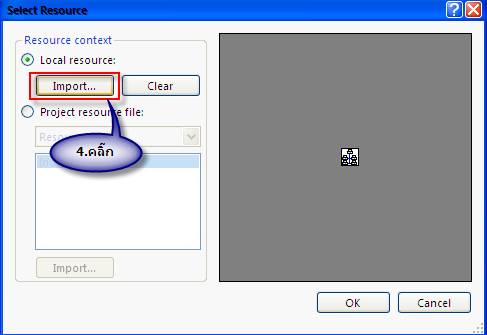 Select Resource
Resource context
Local resource:
Import...
Clear
Project resource file:
4.คลิ๊ก
Import...
OK
Cancel